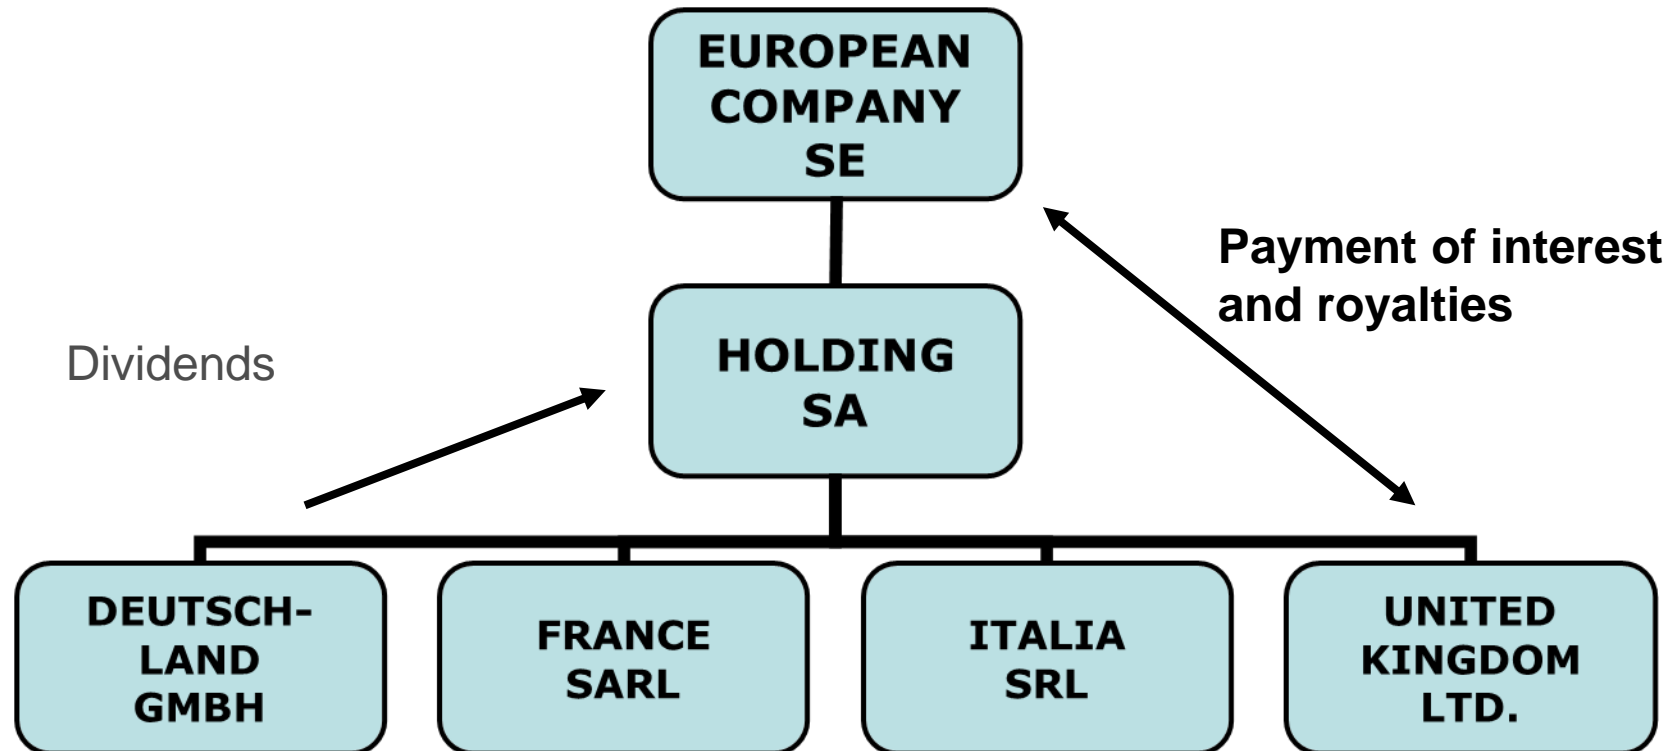 EUROPEAN
COMPANY
SE
Payment of interest
and royalties
HOLDING
SA
Dividends
DEUTSCH-
LAND
GMBH
FRANCE
SARL
ITALIA
SRL
UNITED
KINGDOM
LTD.